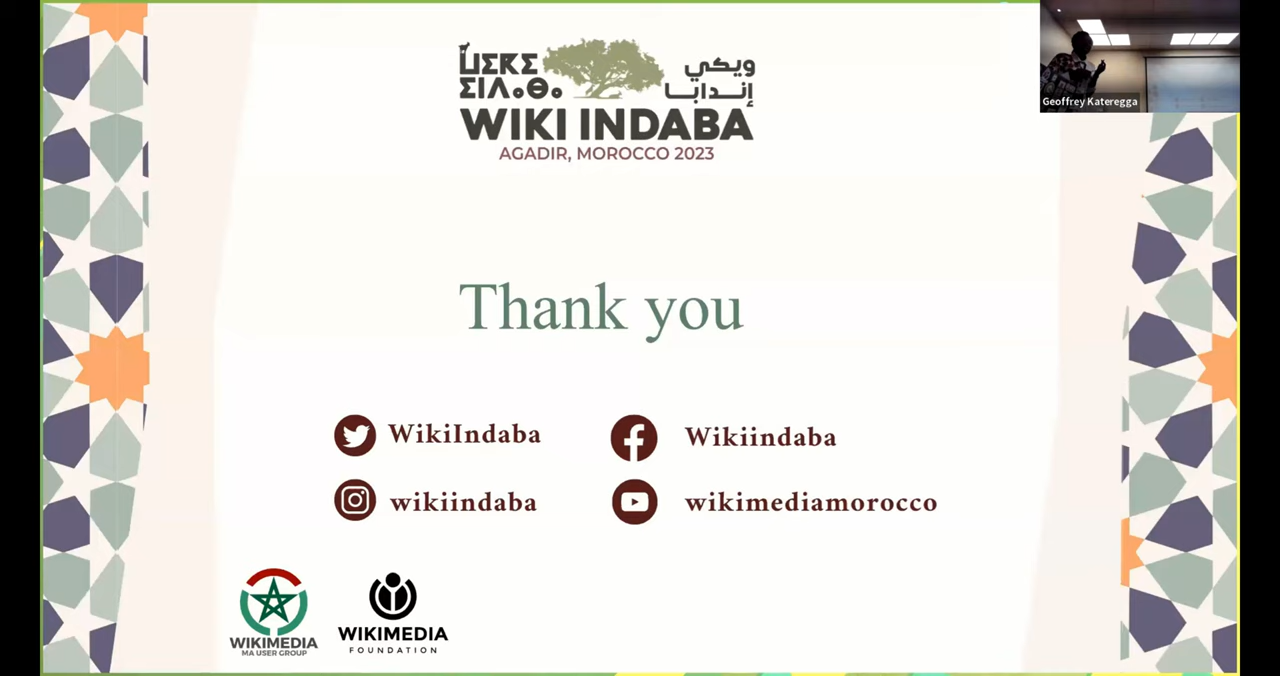 ⵡⵉⴽⵉ
ⵉⵏⴷⴰⴱⴰ
ويكي
إندابا
WIKI INDABA
AGADIR, MOROCCO 2023
Geoffrey Kateregga
Thank you
WikiIndaba
Wikiindaba
wikiindaba
wikimediamorocco
WIKIMEDIA
MA USER GROUP
WIKIMEDIA
FOUNDATION